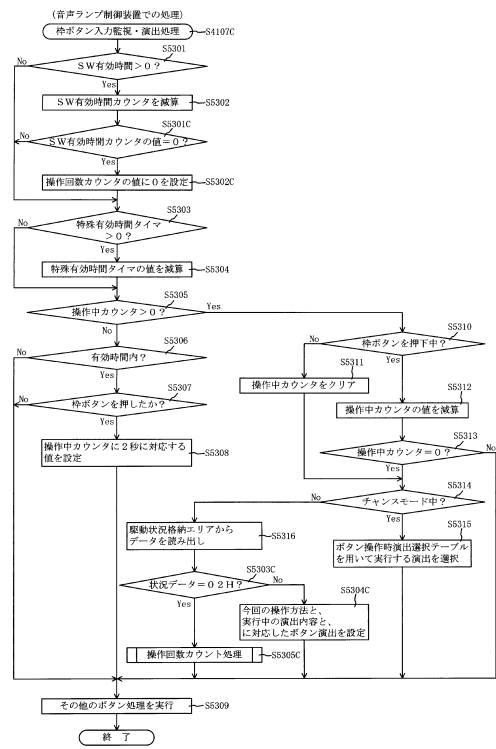 (音声ランプ制御装置での処理)
枠ボタン入力監視・演出処理
S4107C
S5301
SW有効時間>0?
No
Yes
SW有効時間カウンタを減算
S5302
S5301C
SW有効時間カウンタの値=0?
No
Yes
操作回数カウンタの値に0を設定
S5302C
S5303
特殊有効時間タイマ
>0?
No
Yes
特殊有効時間タイマの値を減算
S5304
S5305
操作中カウンタ>0?
Yes
No
S5306
有効時間内?
No
Yes
S5307
枠ボタンを押したか?
No
Yes
操作中カウンタに2秒に対応する
値を設定
S5308
S5310
枠ボタンを押下中?
No
Yes
S5311
操作中カウンタをクリア
S5312
操作中カウンタの値を減算
S5313
操作中カウンタ=0?
No
Yes
S5314
チャンスモード中?
No
Yes
S5315
ボタン操作時演出選択テーブル
を用いて実行する演出を選択
駆動状況格納エリアから
データを読み出し
S5316
S5303C
状況データ=02H?
No
Yes
S5304C
今回の操作方法と、
実行中の演出内容と、
に対応したボタン演出を設定
操作回数カウント処理
S5305C
その他のボタン処理を実行
S5309
終 了